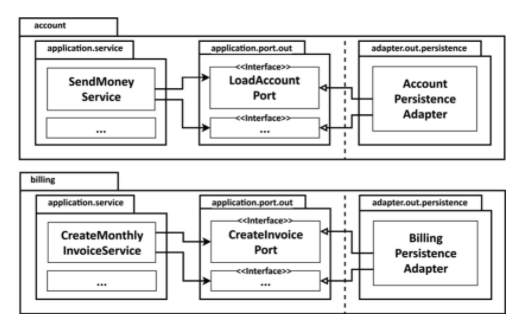 account
application.service
application.port.out
adapter.out.persistence
SendMoney
Service
...
<<Interface>>
LoadAccount
Port
<<Interface>>
...
Account
Persistence
Adapter
billing
application.service
application.port.out
adapter.out.persistence
CreateMonthly
InvoiceService
...
<<Interface>>
CreateInvoice
Port
<<Interface>>
...
Billing
Persistence
Adapter